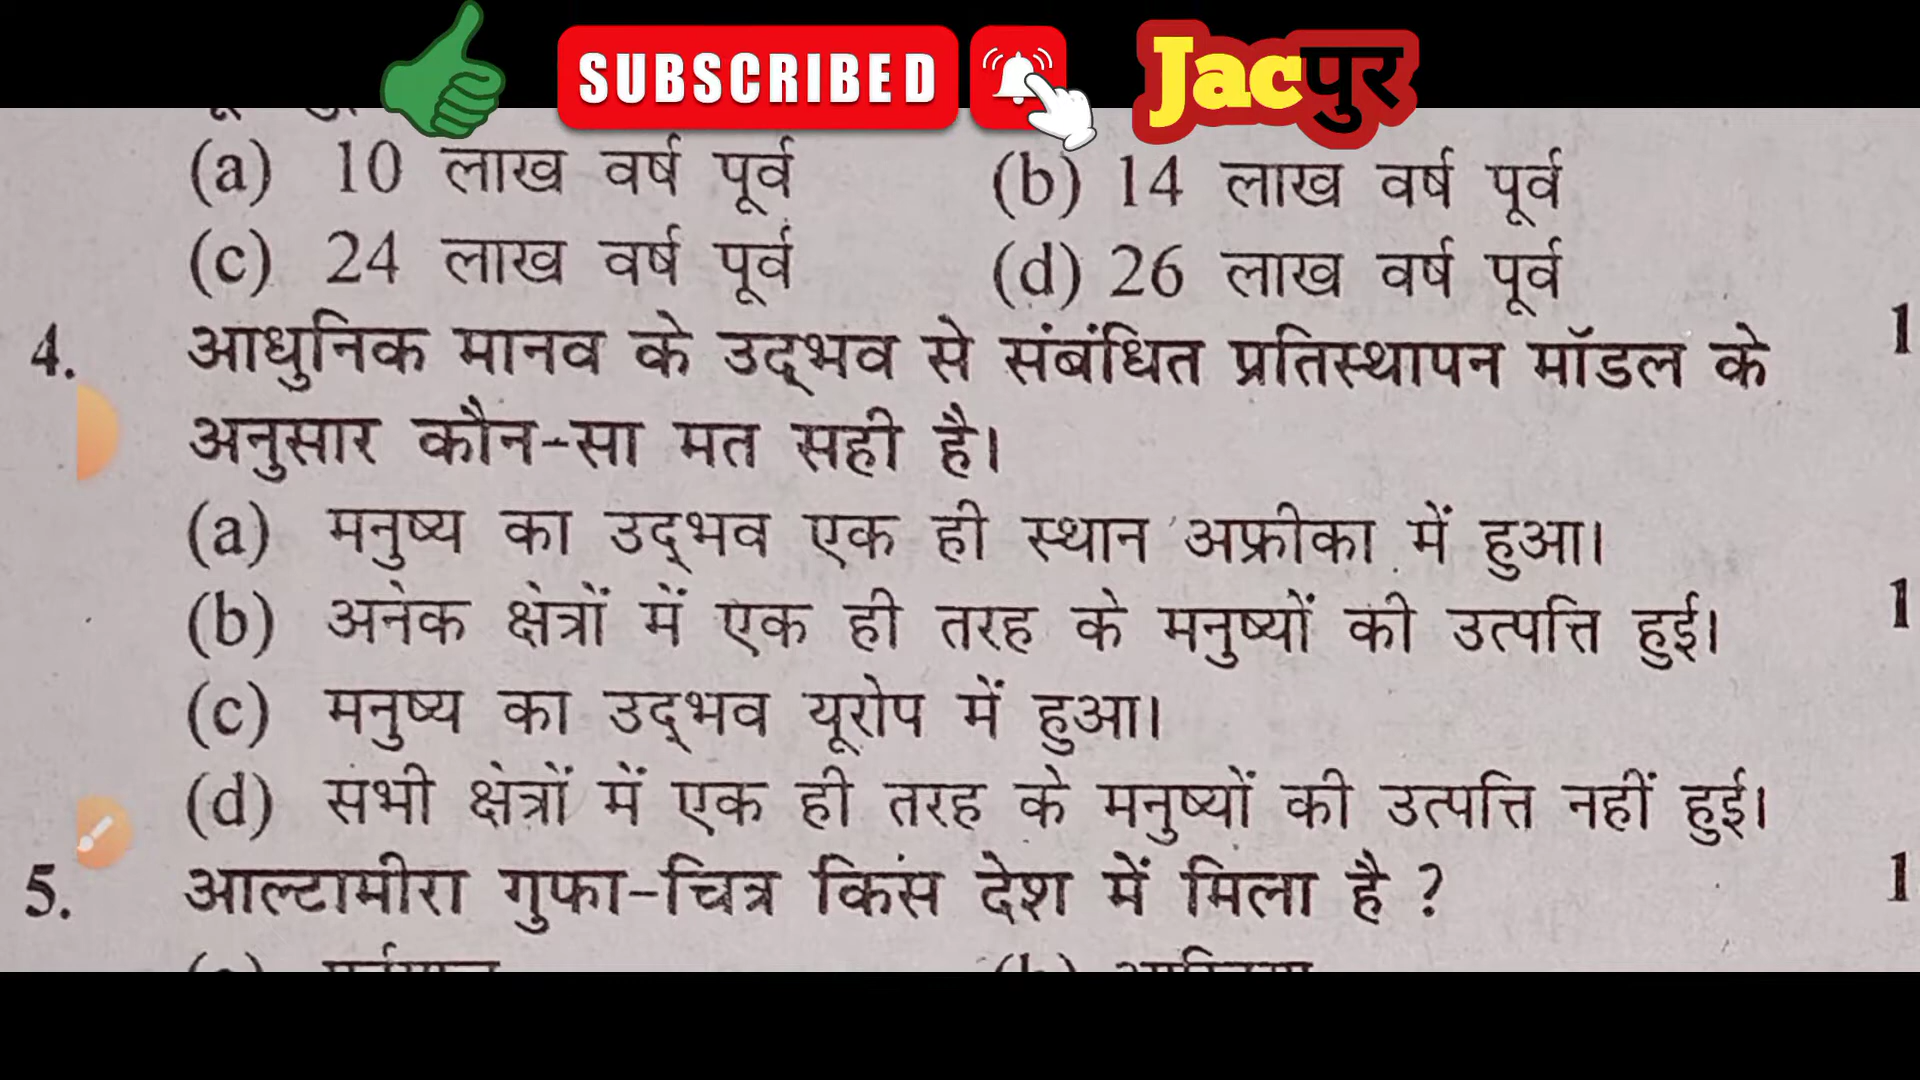 SUBSCRIBED Jacपुर
(a) 10 लाख वर्ष पूर्व (b) 14 लाख वर्ष पूर्व
(c) 24 लाख वर्ष पूर्व (d) 26 लाख वर्ष पूर्व
4. आधुनिक मानव के उद्भव से संबंधित प्रतिस्थापन मॉडल के 1
अनुसार कौन-सा मत सही है।
(a) मनुष्य का उद्भव एक ही स्थान अफ्रीका में हुआ।
(b) अनेक क्षेत्रों में एक ही तरह के मनुष्यों की उत्पत्ति हुई। 1
(c) मनुष्य का उद्भव यूरोप में हुआ।
(d) सभी क्षेत्रों में एक ही तरह के मनुष्यों की उत्पत्ति नहीं हुई।
5. आल्टामीरा गुफा-चित्र किस देश में मिला है ? 1